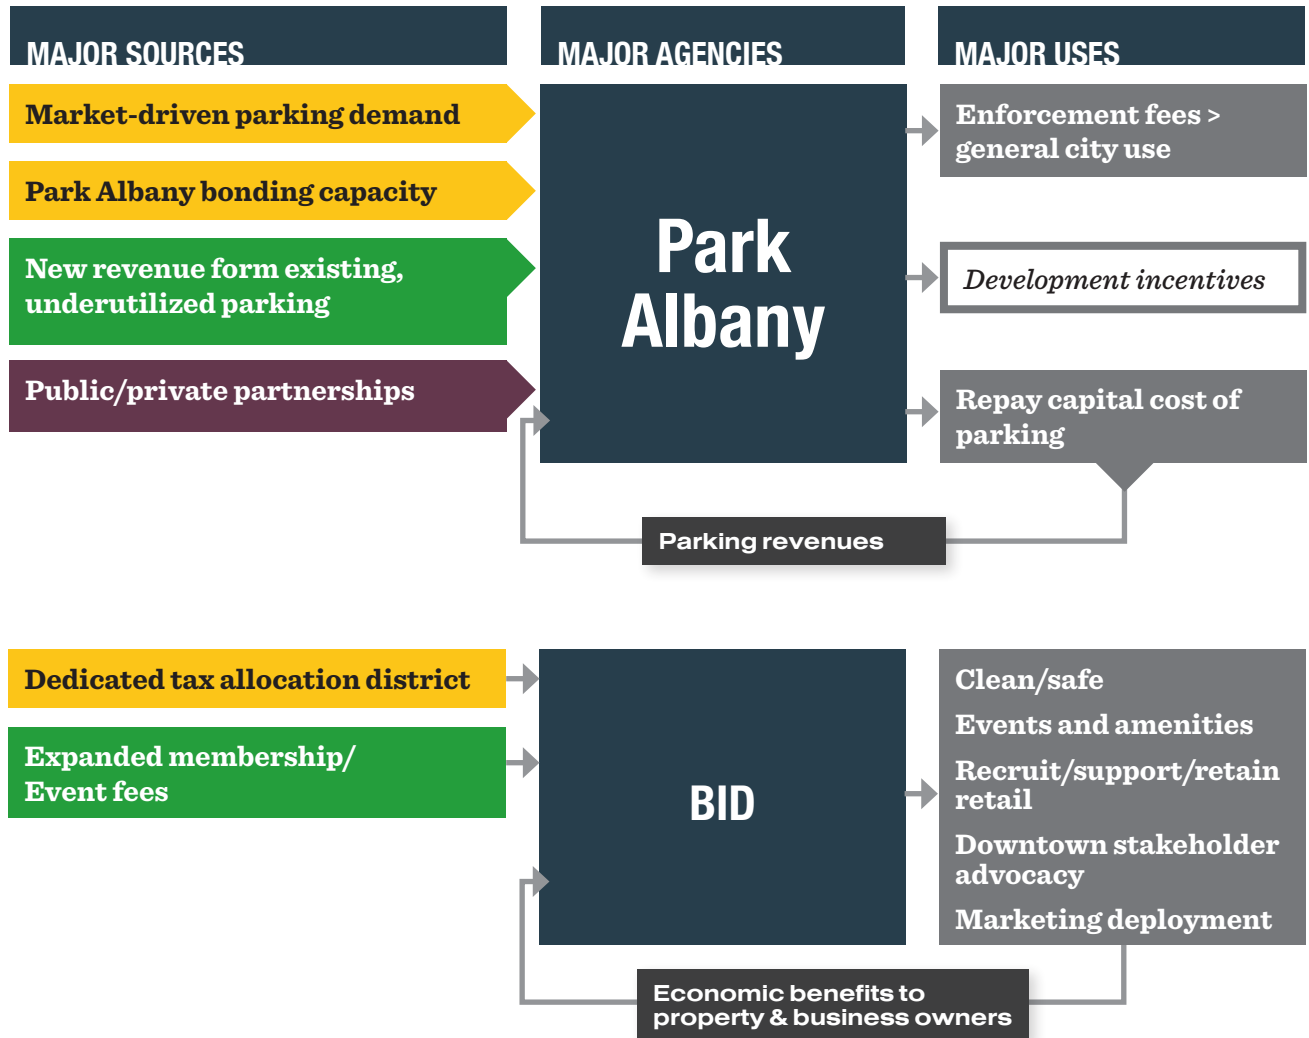 MAJOR SOURCES
MAJOR AGENCIES
MAJOR USES
Market-driven parking demand
Park Albany bonding capacity
New revenue form existing,
underutilized parking
Public/private partnerships
Park
Albany
Enforcement fees >
general city use
Development incentives
Repay capital cost of
parking
Parking revenues
Dedicated tax allocation district
Expanded membership/
Event fees
BID
Clean/safe
Events and amenities
Recruit/support/retain
retail
Downtown stakeholder
advocacy
Marketing deployment
Economic benefits to
property & business owners